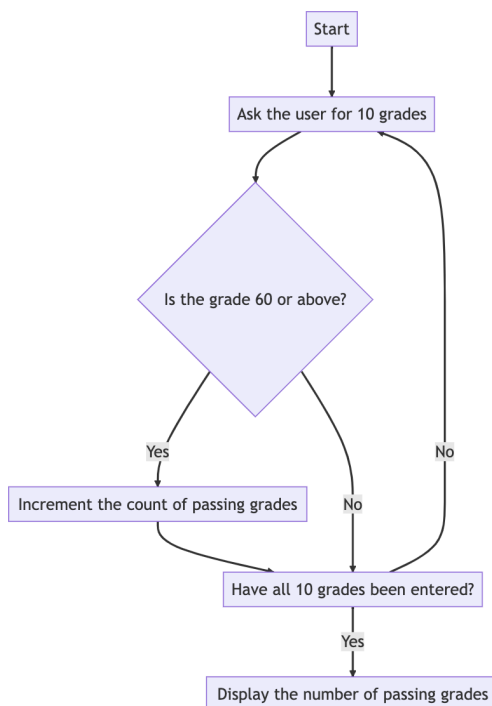 Start
Ask the user for 10 grades
Is the grade 60 or above?
Yes
No
Increment the count of passing grades
No
Have all 10 grades been entered?
Yes
Display the number of passing grades